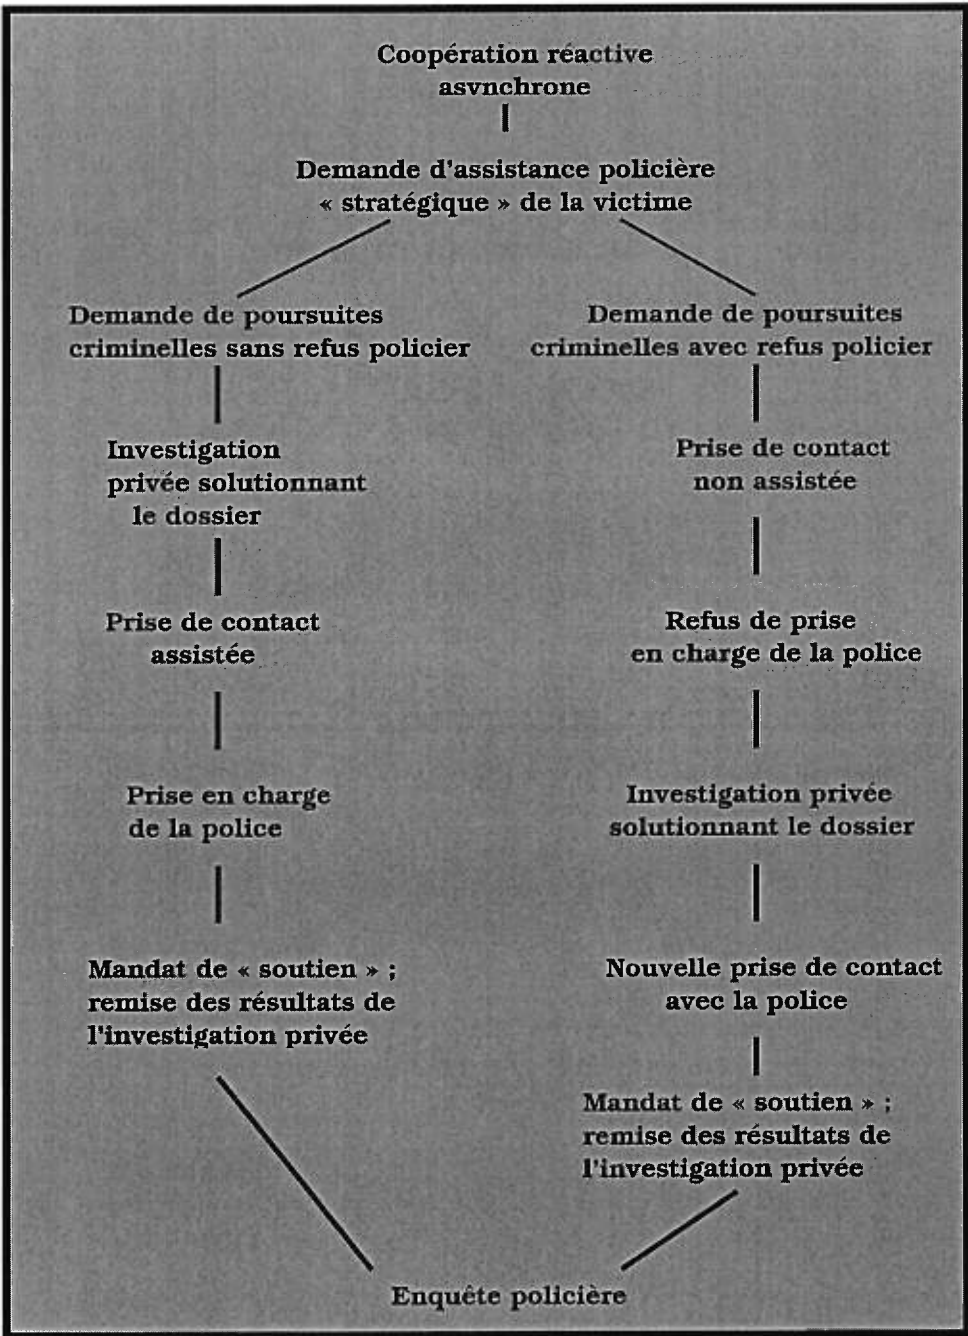 Coopération réactive
asynchrone
Demande d'assistance policière
« stratégique » de la victime
Demande de poursuites
criminelles sans refus policier
Demande de poursuites
criminelles avec refus policier
Investigation
privée solutionnant
le dossier
Prise de contact
non assistée
Prise de contact
assistée
Refus de prise
en charge de la police
Prise en charge
de la police
Investigation privée
solutionnant le dossier
Mandat de « soutien » ;
remise des résultats de
l'investigation privée
Nouvelle prise de contact
avec la police
Mandat de « soutien » ;
remise des résultats de
l'investigation privée
Enquête policière